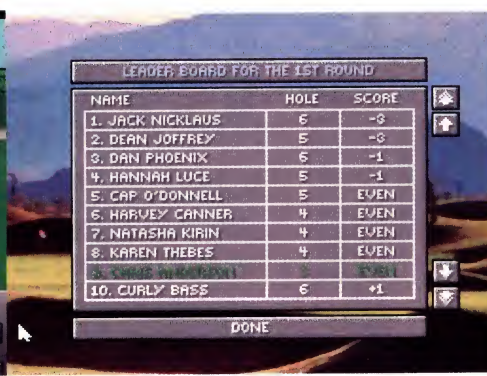 LEADER BOARD FOR THE 1ST ROUND
NAME HOLE SCORE
1. JACK NICKLAUS 6 -3
2. DEAN JOFFREY 5 -3
3. DAN PHOENIX 6 -1
4. HANNAH LUCE 5 -1
5. CAP O'DONNELL 5 EVEN
6. HARVEY CANNER 4 EVEN
7. NATASHA KIRIN 4 EVEN
8. KAREN THEBES 4 EVEN
9. EVEN
10. CURLY BASS 6 +1
DONE